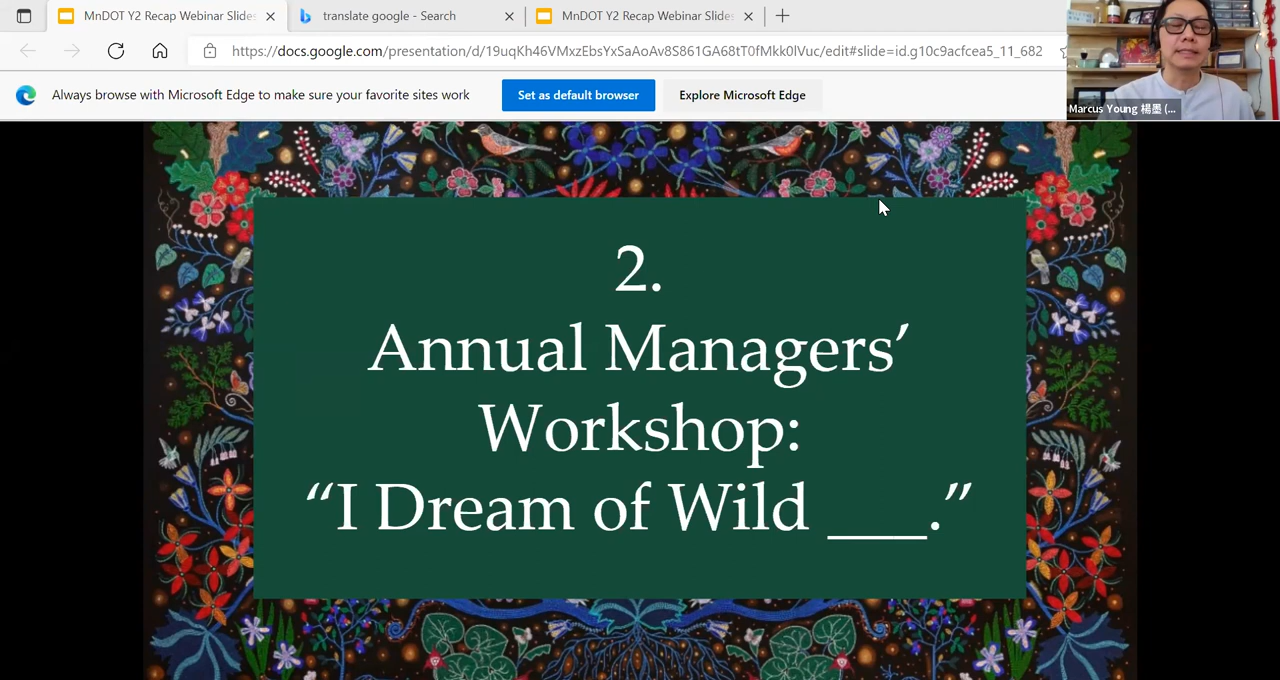 MnDOT Y2 Recap Webinar Slides
translate google - Search
MnDOT Y2 Recap Webinar Slides
https://docs.google.com/presentation/d/19uqKh46VMxzEbsYxSaAoAv8S861GA68tT0fMkk0lVuc/edit#slide=id.g10c9acfcea5_11_682
Always browse with Microsoft Edge to make sure your favorite sites work
Set as default browser
Explore Microsoft Edge
Marcus Young 楊墨 (...
2.
Annual Managers’
Workshop:
“I Dream of Wild ___.”